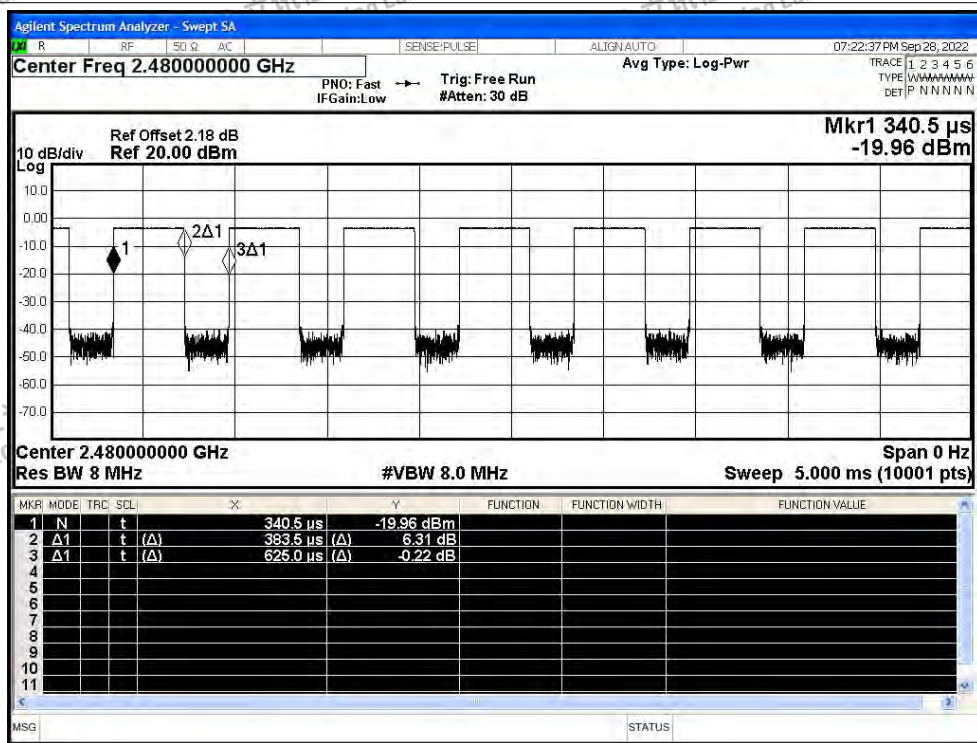 Agilent Spectrum Analyzer - Swept SA
R RF 50 Ω AC SENSE:PULSE ALIGN AUTO 07:22:37 PM Sep 28, 2022
Center Freq 2.480000000 GHz
PNO: Fast Trig: Free Run Avg Type: Log-Pwr TRACE 1 2 3 4 5 6
IFGain:Low #Atten: 30 dB TYPE WWWWWW
DET P N N N N N
Mkr1 340.5 µs
-19.96 dBm
Ref Offset 2.18 dB
10 dB/div Ref 20.00 dBm
Log
10.0
0.00
-10.0
-20.0
-30.0
-40.0
-50.0
-60.0
-70.0
1
2Δ1
3Δ1
Center 2.480000000 GHz Span 0 Hz
Res BW 8 MHz #VBW 8.0 MHz Sweep 5.000 ms (10001 pts)
MKR MODE TRC SCL X Y FUNCTION FUNCTION WIDTH FUNCTION VALUE
1 N t 340.5 µs -19.96 dBm
2 Δ1 t (Δ) 383.5 µs (Δ) 6.31 dB
3 Δ1 t (Δ) 625.0 µs (Δ) -0.22 dB
4
5
6
7
8
9
10
11
MSG STATUS